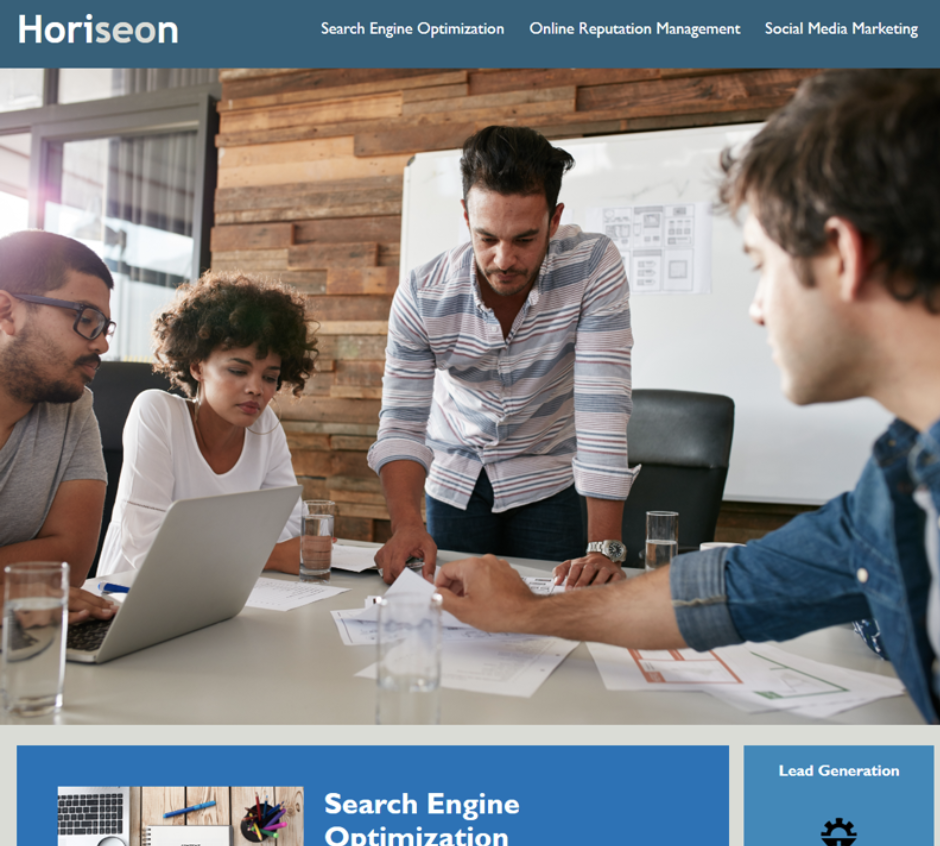 Horiseon
Search Engine Optimization
Online Reputation Management
Social Media Marketing
Search Engine
Optimization
Lead Generation